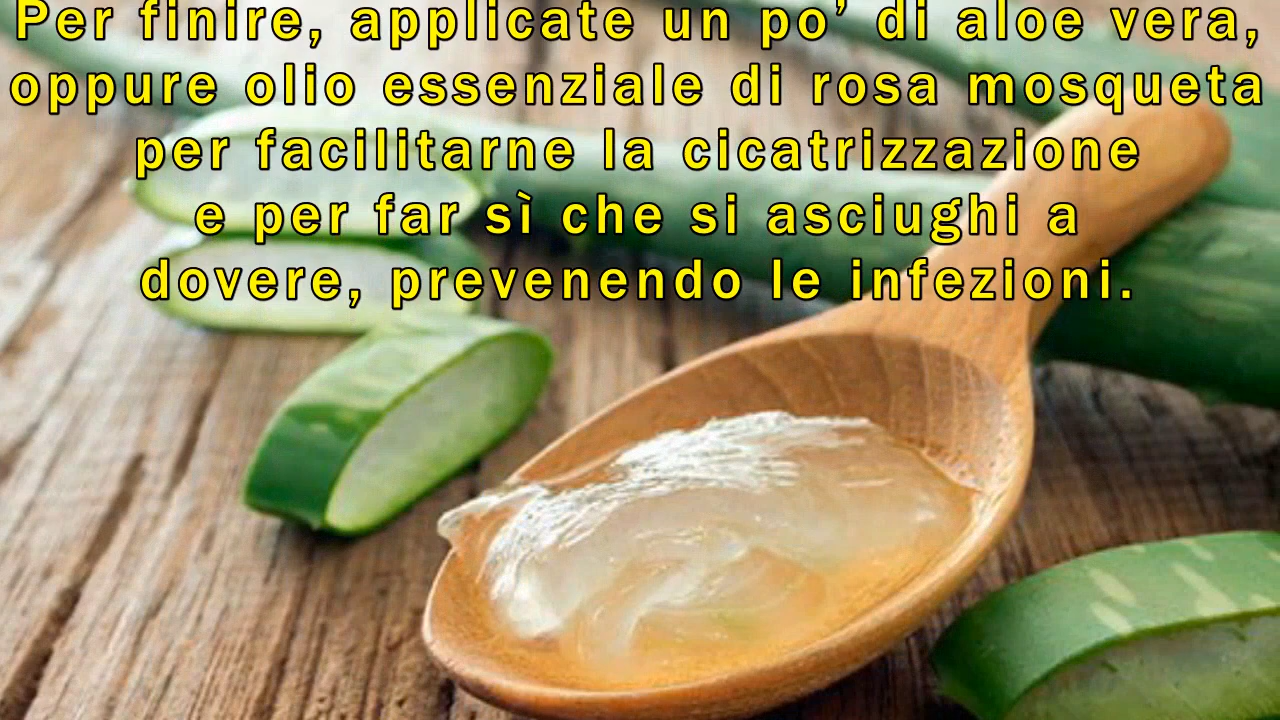 Per finire, applicate un po’ di aloe vera,
oppure olio essenziale di rosa mosqueta
per facilitarne la cicatrizzazione
e per far sì che si asciughi a
dovere, prevenendo le infezioni.